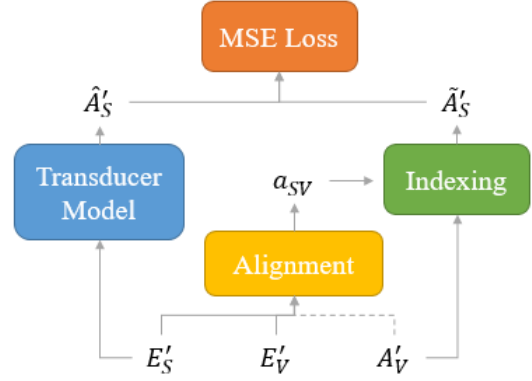 MSE Loss
Â′_S Ã′_S
Transducer
Model
a_SV
Indexing
Alignment
E′_S E′_V A′_V